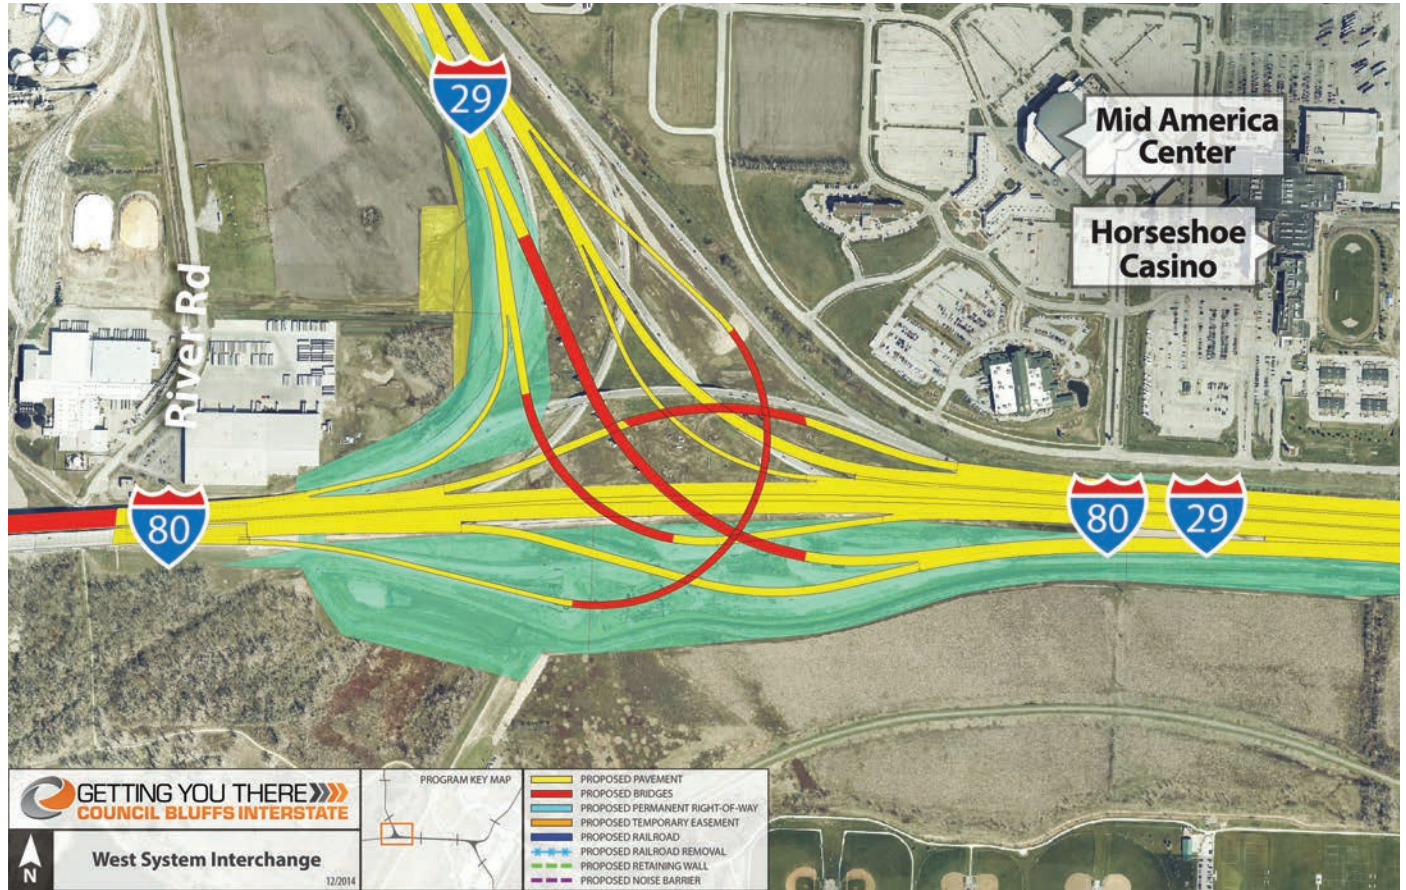 29
Mid America
Center
Horseshoe
Casino
River Rd
80
80
29
GETTING YOU THERE
COUNCIL BLUFFS INTERSTATE
N
West System Interchange
12/2014
PROGRAM KEY MAP
PROPOSED PAVEMENT
PROPOSED BRIDGES
PROPOSED PERMANENT RIGHT-OF-WAY
PROPOSED TEMPORARY EASEMENT
PROPOSED RAILROAD
PROPOSED RAILROAD REMOVAL
PROPOSED RETAINING WALL
PROPOSED NOISE BARRIER